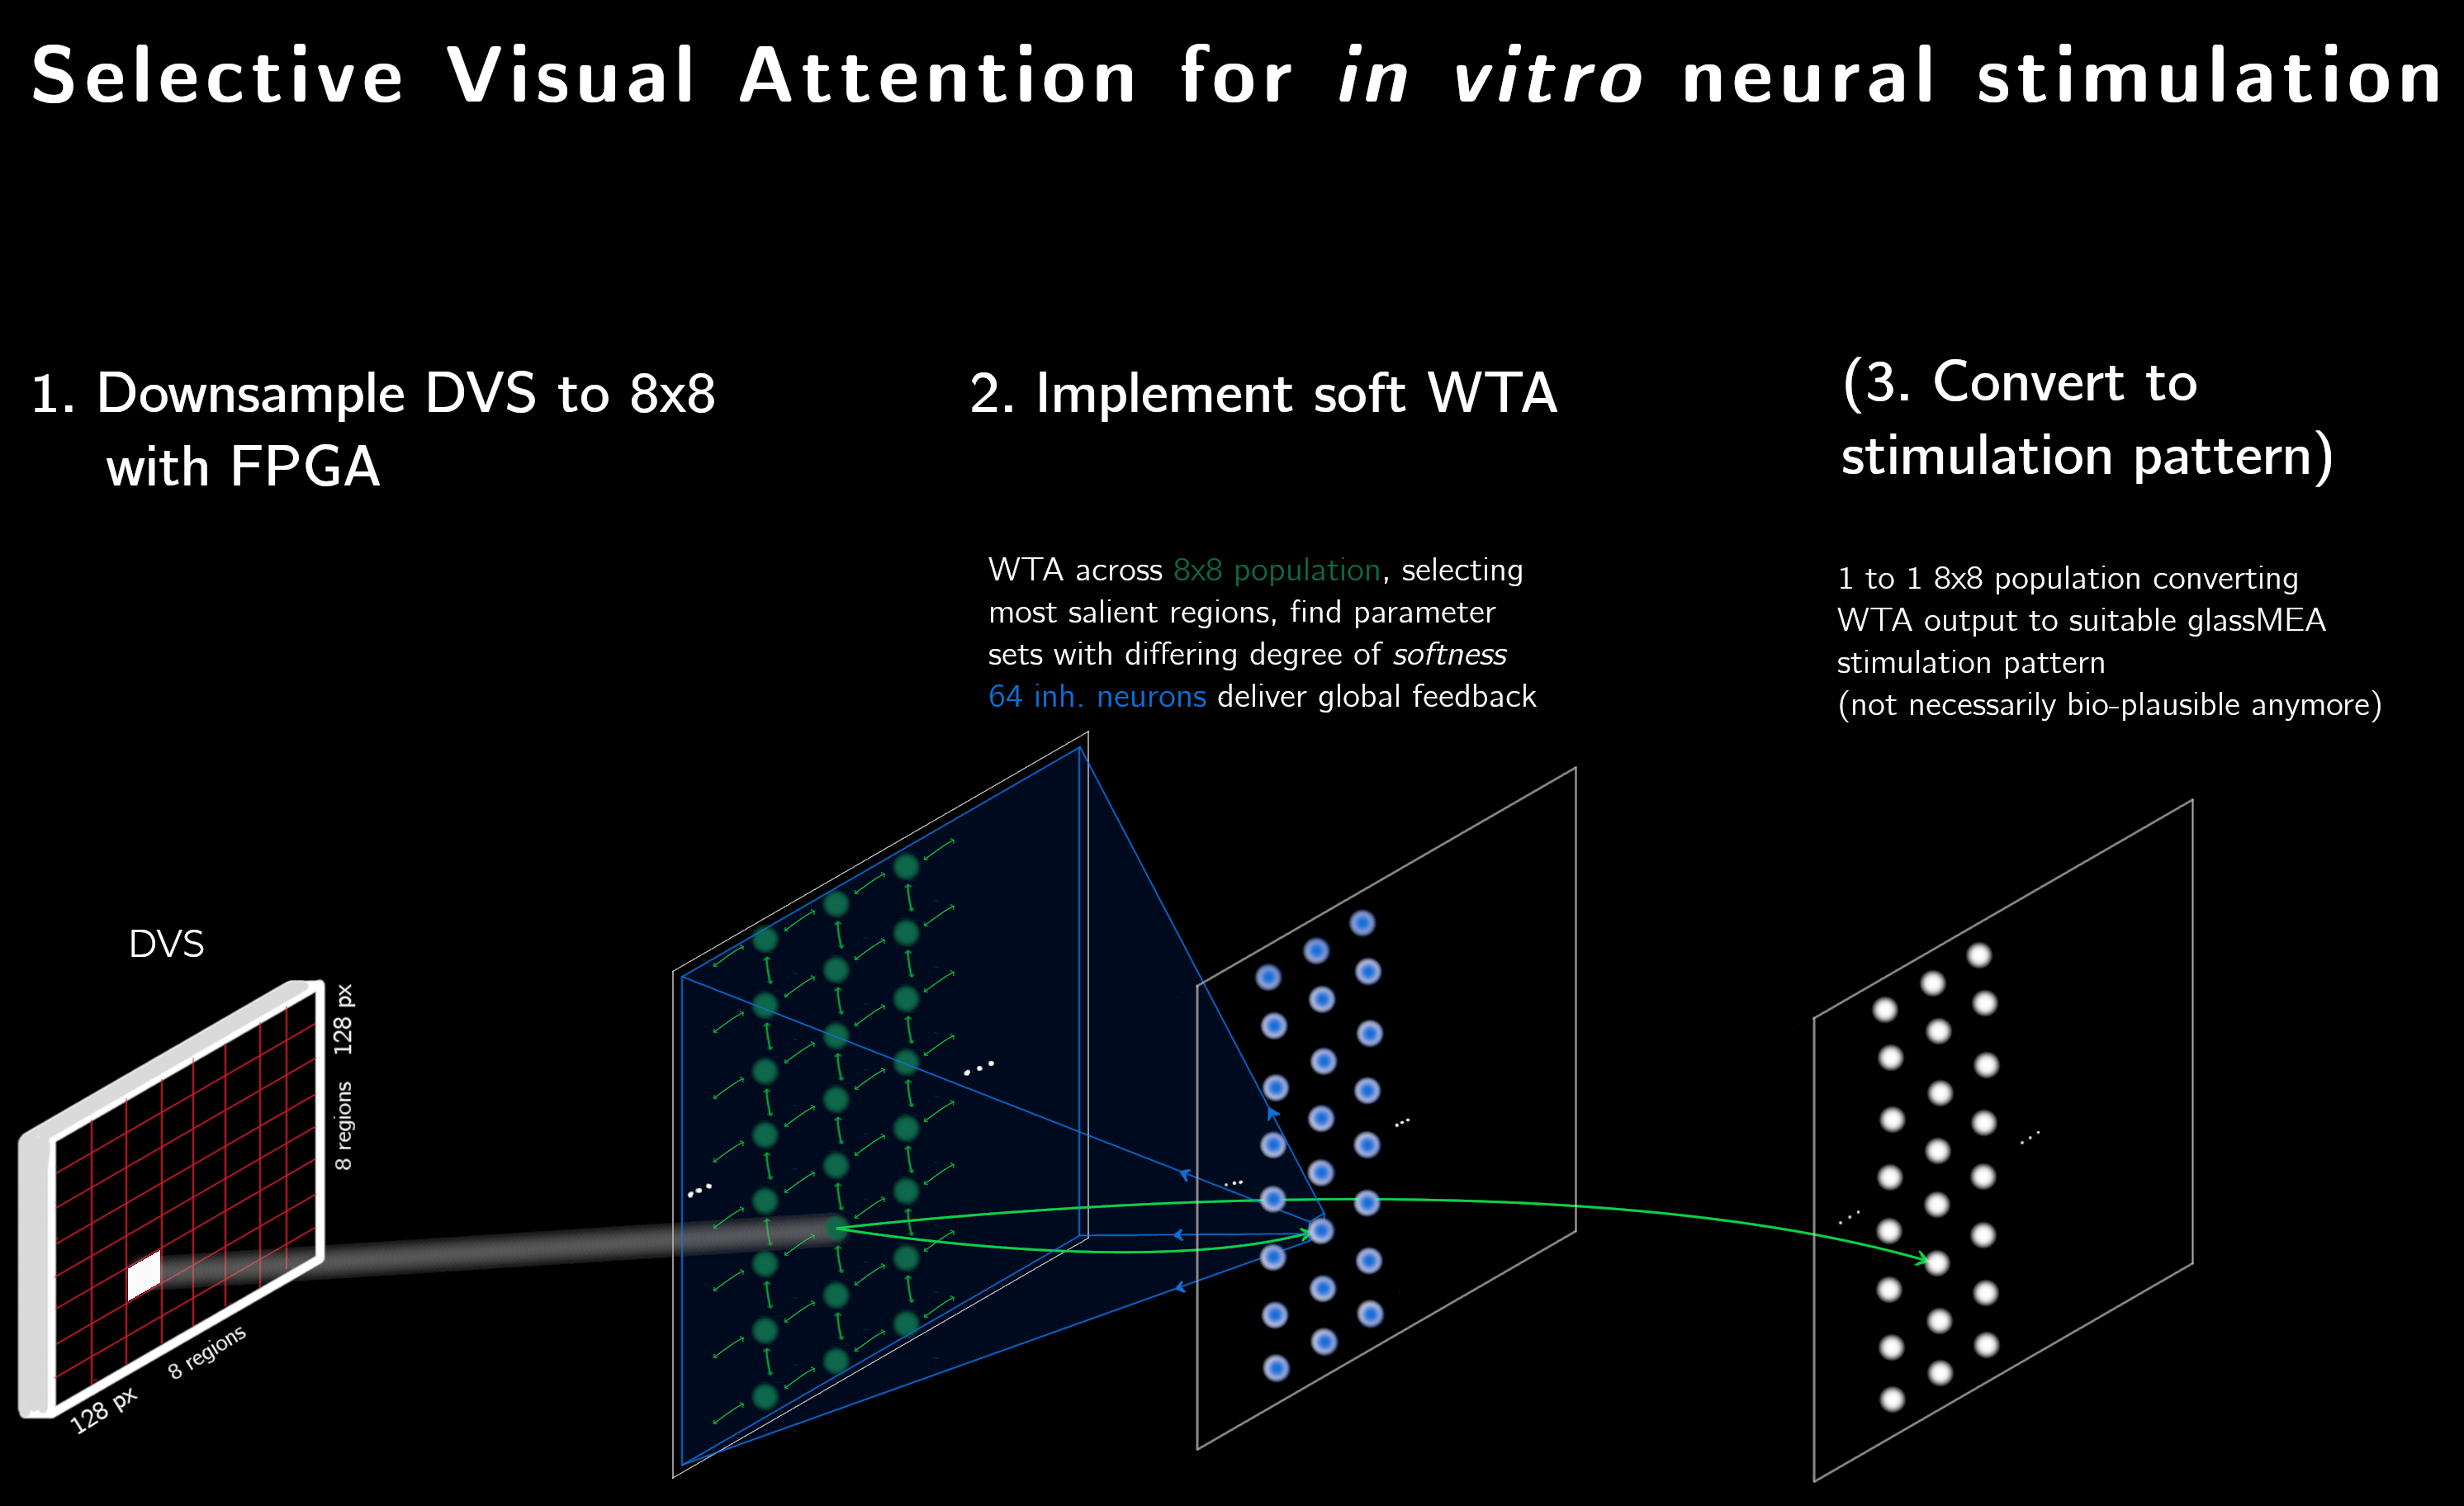 Selective Visual Attention for in vitro neural stimulation
1. Downsample DVS to 8x8
with FPGA
2. Implement soft WTA
(3. Convert to
stimulation pattern)
WTA across 8x8 population, selecting
most salient regions, find parameter
sets with differing degree of softness
64 inh. neurons deliver global feedback
1 to 1 8x8 population converting
WTA output to suitable glassMEA
stimulation pattern
(not necessarily bio-plausible anymore)
DVS
128 px
8 regions
8 regions
128 px